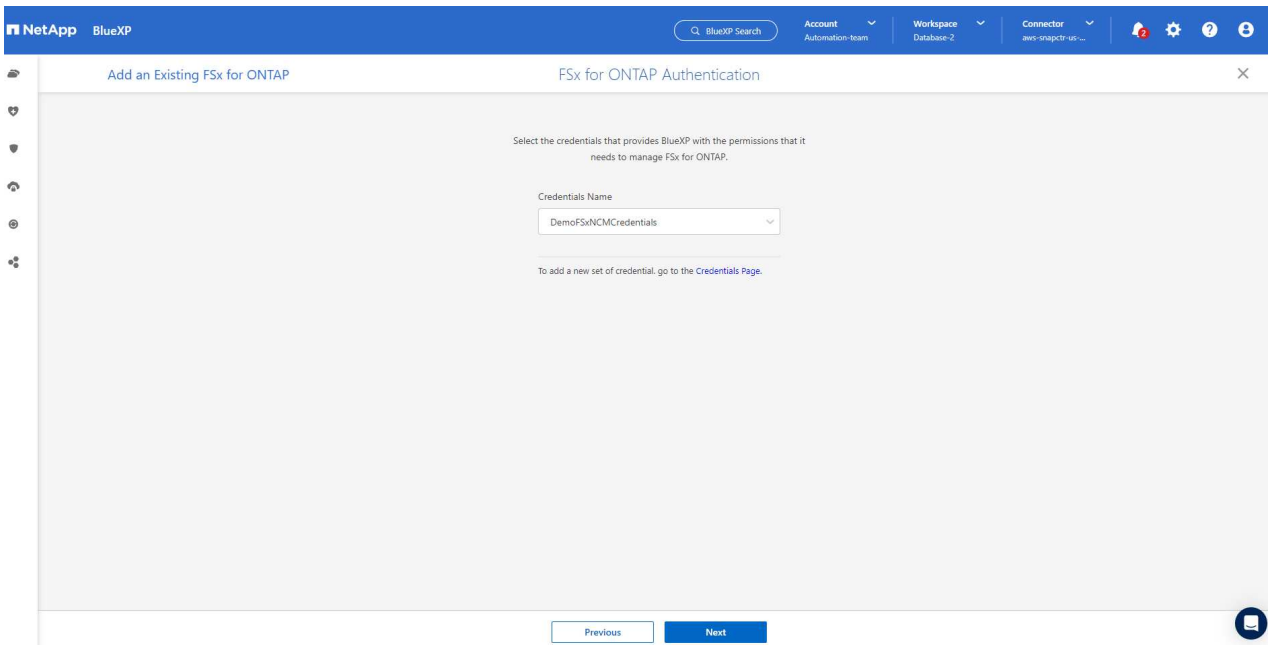 NetApp BlueXP
BlueXP Search
Account
Automation-team
Workspace
Database-2
Connector
aws-snapctr-us-...
2
Add an Existing FSx for ONTAP
FSx for ONTAP Authentication
Select the credentials that provides BlueXP with the permissions that it
needs to manage FSx for ONTAP.
Credentials Name
DemoFSxNCMCredentials
To add a new set of credential, go to the Credentials Page.
Previous
Next